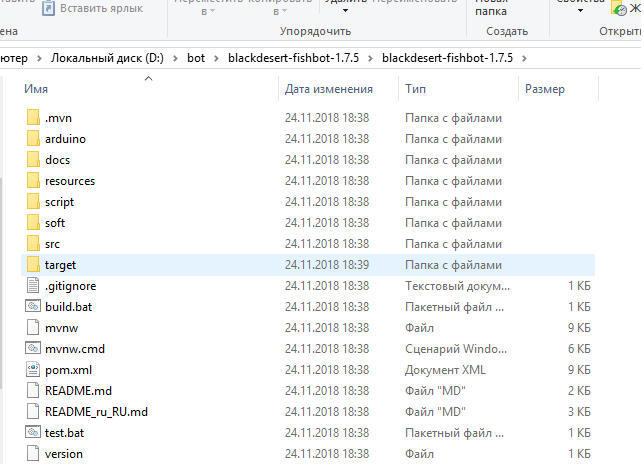 Вставить ярлык
Переместить в
Копировать в
Удалить
Переименовать
Новая папка
Свойства
Ж
ена
Упорядочить
Создать
Открыт
ютер > Локальный диск (D:) > bot > blackdesert-fishbot-1.7.5 > blackdesert-fishbot-1.7.5 >
Имя Дата изменения Тип Размер
.mvn 24.11.2018 18:38 Папка с файлами
arduino 24.11.2018 18:38 Папка с файлами
docs 24.11.2018 18:38 Папка с файлами
resources 24.11.2018 18:38 Папка с файлами
script 24.11.2018 18:38 Папка с файлами
soft 24.11.2018 18:38 Папка с файлами
src 24.11.2018 18:38 Папка с файлами
target 24.11.2018 18:39 Папка с файлами
.gitignore 24.11.2018 18:38 Текстовый докум... 1 КБ
build.bat 24.11.2018 18:38 Пакетный файл ... 1 КБ
mvnw 24.11.2018 18:38 Файл 9 КБ
mvnw.cmd 24.11.2018 18:38 Сценарий Windo... 6 КБ
pom.xml 24.11.2018 18:38 Документ XML 9 КБ
README.md 24.11.2018 18:38 Файл "MD" 2 КБ
README_ru_RU.md 24.11.2018 18:38 Файл "MD" 3 КБ
test.bat 24.11.2018 18:38 Пакетный файл ... 1 КБ
version 24.11.2018 18:38 Файл 1 КБ